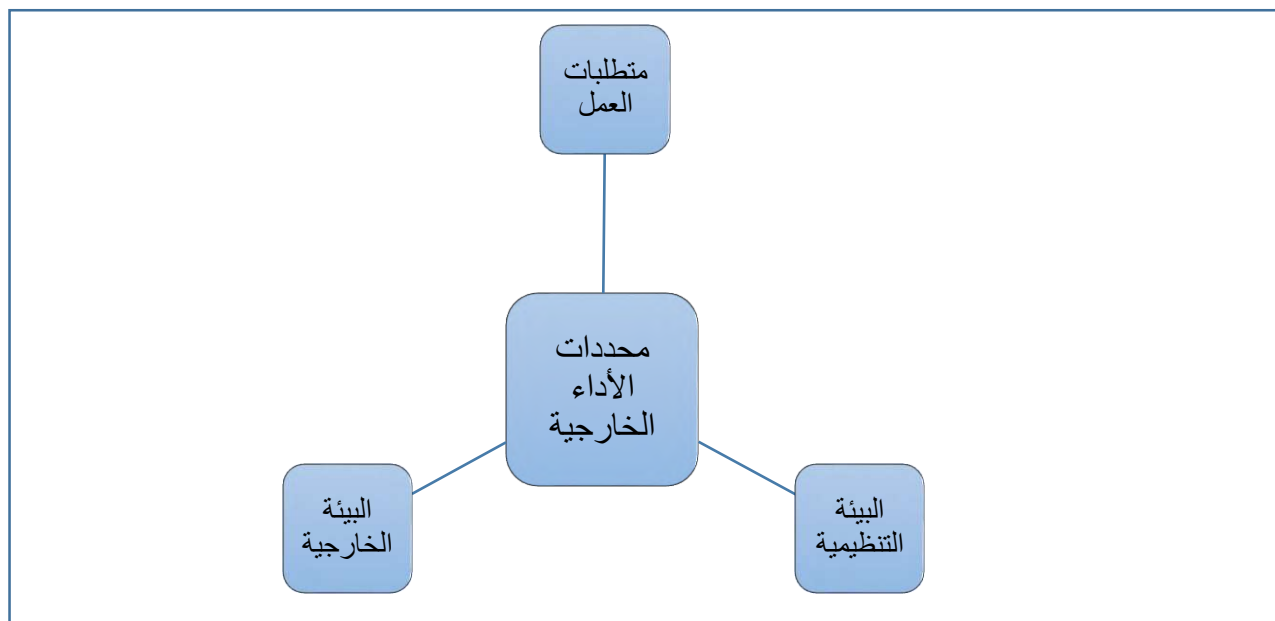 متطلبات
العمل
محددات
الأداء
الخارجية
البيئة
التنظيمية
البيئة
الخارجية